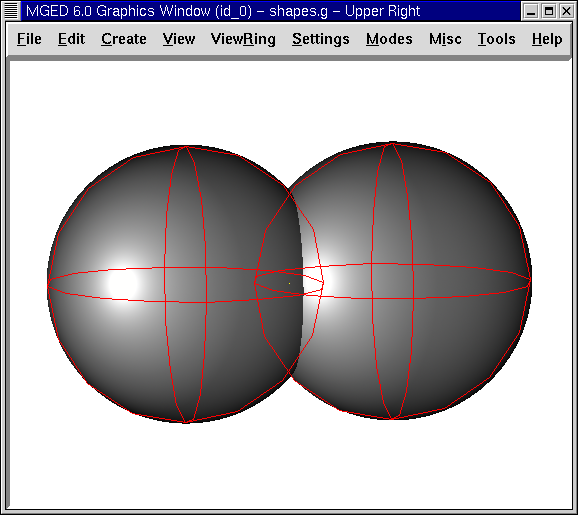 MGED 6.0 Graphics Window (id_0) – shapes.g – Upper Right
File Edit Create View ViewRing Settings Modes Misc Tools Help